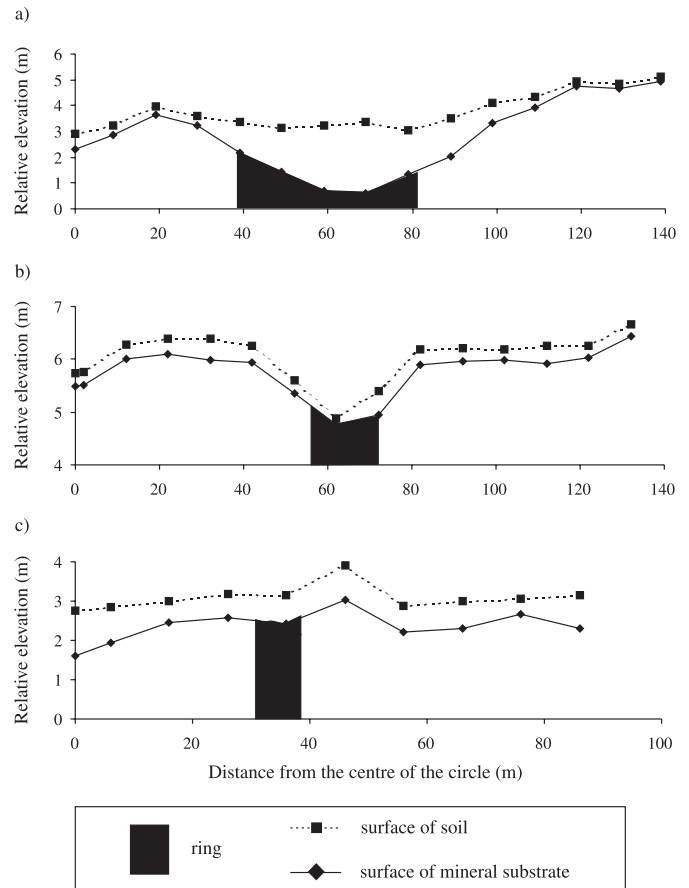 a)
Relative elevation (m)
6
5
4
3
2
1
0
0 20 40 60 80 100 120 140
b)
Relative elevation (m)
7
6
5
4
0 20 40 60 80 100 120 140
c)
Relative elevation (m)
4
3
2
1
0
0 20 40 60 80 100
Distance from the centre of the circle (m)
ring
surface of soil
surface of mineral substrate